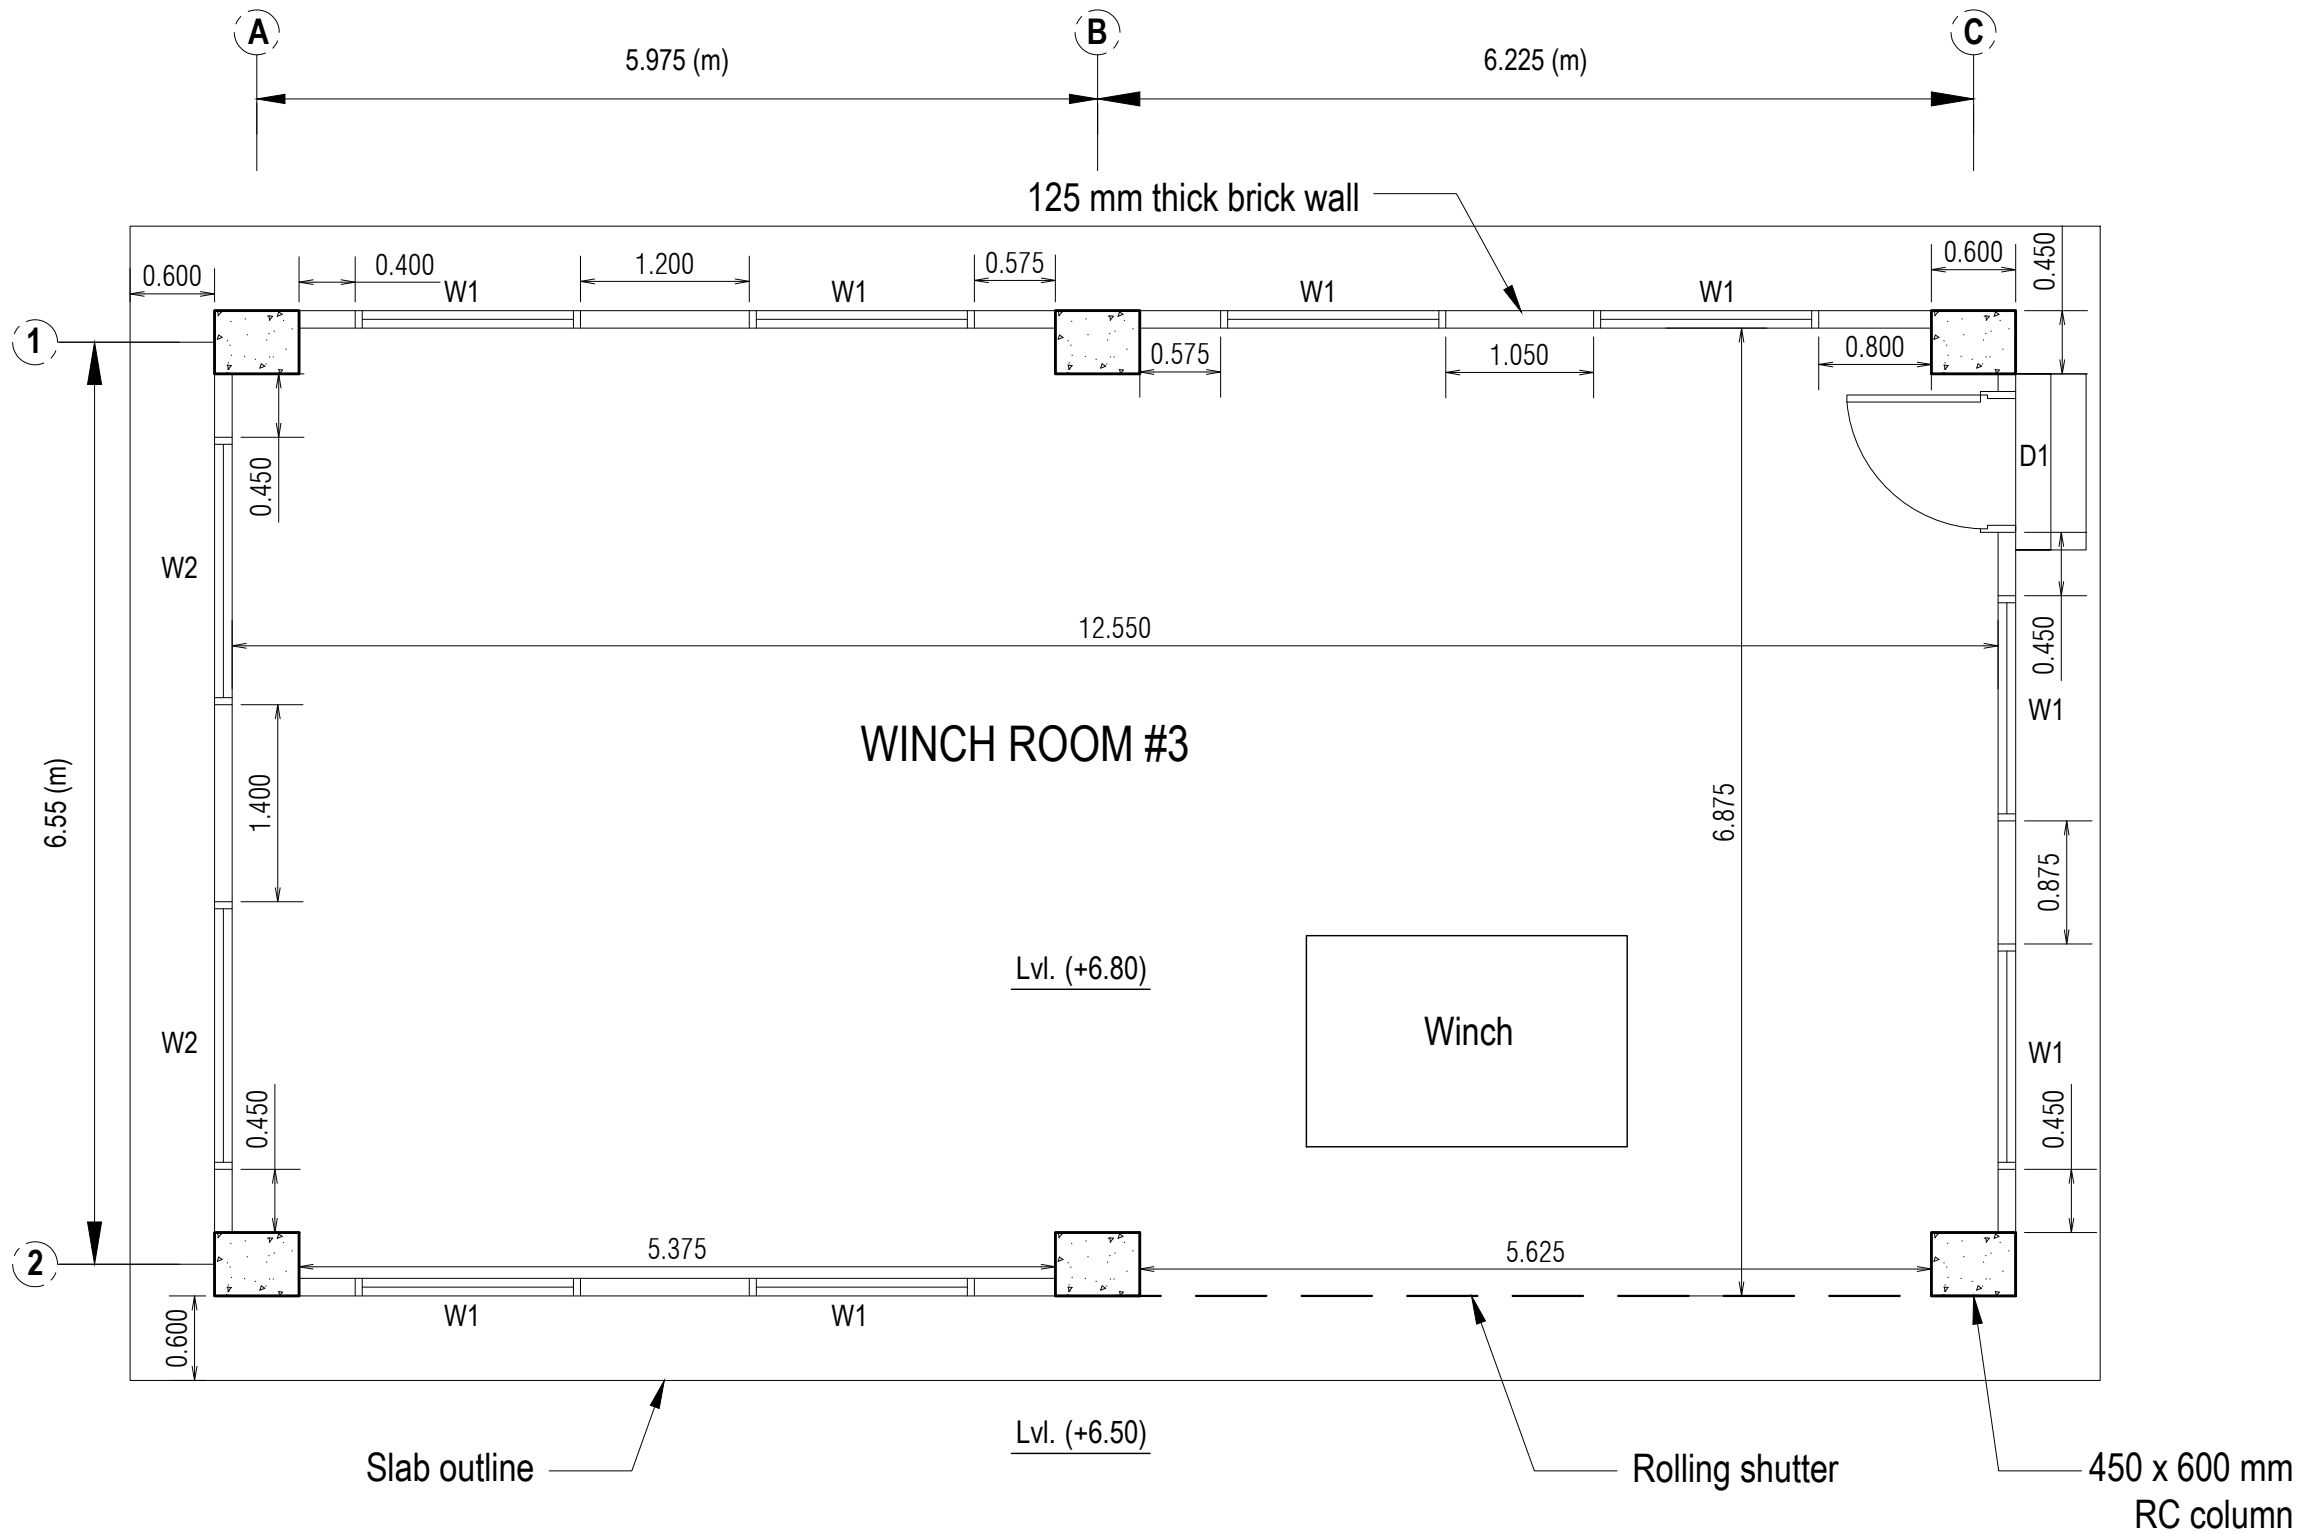 A
B
C
5.975 (m)
6.225 (m)
125 mm thick brick wall
0.600
0.400
W1
1.200
W1
0.575
W1
W1
0.600
0.450
1
0.575
1.050
0.800
0.450
D1
W2
12.550
0.450
W1
WINCH ROOM #3
6.55 (m)
1.400
6.875
0.875
Lvl. (+6.80)
Winch
W2
W1
0.450
0.450
2
5.375
5.625
W1
W1
0.600
Lvl. (+6.50)
Slab outline
Rolling shutter
450 x 600 mm
RC column